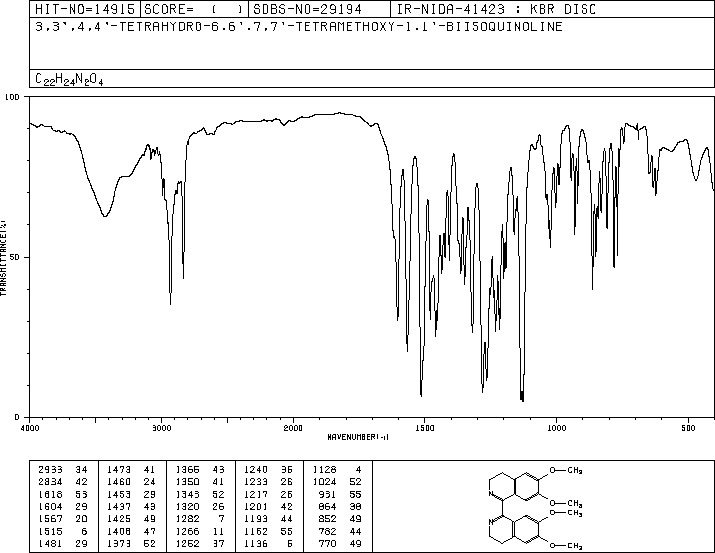 HIT-NO=14915 SCORE= ( ) SDBS-NO=29194 IR-NIDA-41423 : KBR DISC
3,3',4,4'-TETRAHYDRO-6,6',7,7'-TETRAMETHOXY-1,1'-BIISOQUINOLINE
C22H24N2O4
100
50
0
TRANSMITTANCE(%)
4000 3000 2000 1500 1000 500
WAVENUMBER(-1)
2933 34 1473 41 1366 43 1240 36 1128 4
2834 42 1460 24 1350 41 1233 26 1024 52
1618 53 1453 29 1343 52 1217 26 931 55
1604 29 1437 43 1320 26 1201 42 864 38
1567 20 1425 49 1282 7 1193 44 852 49
1515 6 1408 47 1266 11 1162 55 782 44
1481 29 1373 52 1252 37 1136 5 770 49
O-CH3
N O-CH3
N O-CH3
O-CH3